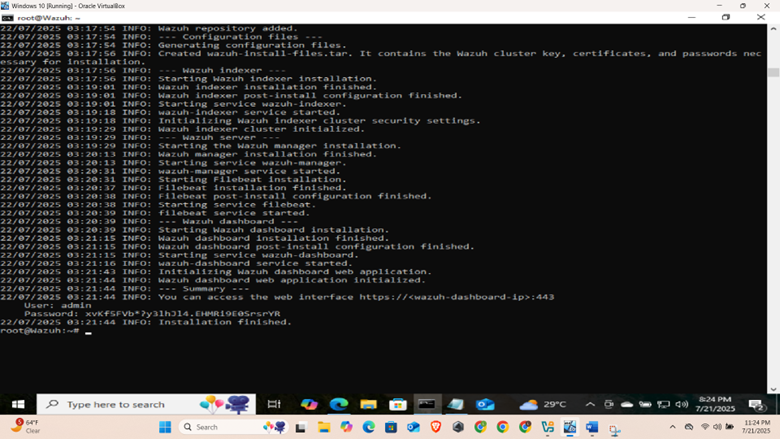 Windows 10 [Running] - Oracle VirtualBox
root@Wazuh: ~
22/07/2025 03:17:54 INFO: Wazuh repository added.
22/07/2025 03:17:54 INFO: --- Configuration files ---
22/07/2025 03:17:54 INFO: Generating configuration files.
22/07/2025 03:17:56 INFO: Created wazuh-install-files.tar. It contains the Wazuh cluster key, certificates, and passwords nec
essary for installation.
22/07/2025 03:17:56 INFO: --- Wazuh indexer ---
22/07/2025 03:17:56 INFO: Starting Wazuh indexer installation.
22/07/2025 03:19:01 INFO: Wazuh indexer installation finished.
22/07/2025 03:19:01 INFO: Wazuh indexer post-install configuration finished.
22/07/2025 03:19:01 INFO: Starting service wazuh-indexer.
22/07/2025 03:19:18 INFO: wazuh-indexer service started.
22/07/2025 03:19:18 INFO: Initializing Wazuh indexer cluster security settings.
22/07/2025 03:19:29 INFO: Wazuh indexer cluster initialized.
22/07/2025 03:19:29 INFO: --- Wazuh server ---
22/07/2025 03:19:29 INFO: Starting the Wazuh manager installation.
22/07/2025 03:20:13 INFO: Wazuh manager installation finished.
22/07/2025 03:20:13 INFO: Starting service wazuh-manager.
22/07/2025 03:20:31 INFO: wazuh-manager service started.
22/07/2025 03:20:31 INFO: Starting Filebeat installation.
22/07/2025 03:20:37 INFO: Filebeat installation finished.
22/07/2025 03:20:38 INFO: Filebeat post-install configuration finished.
22/07/2025 03:20:38 INFO: Starting service filebeat.
22/07/2025 03:20:39 INFO: filebeat service started.
22/07/2025 03:20:39 INFO: --- Wazuh dashboard ---
22/07/2025 03:20:39 INFO: Starting Wazuh dashboard installation.
22/07/2025 03:21:15 INFO: Wazuh dashboard installation finished.
22/07/2025 03:21:15 INFO: Wazuh dashboard post-install configuration finished.
22/07/2025 03:21:15 INFO: Starting service wazuh-dashboard.
22/07/2025 03:21:16 INFO: wazuh-dashboard service started.
22/07/2025 03:21:43 INFO: Initializing Wazuh dashboard web application.
22/07/2025 03:21:44 INFO: Wazuh dashboard web application initialized.
22/07/2025 03:21:44 INFO: --- Summary ---
22/07/2025 03:21:44 INFO: You can access the web interface https://<wazuh-dashboard-ip>:443
User: admin
Password: xvKf5FVb*?y3lhJl4.EHMRi9E0SrsrYR
22/07/2025 03:21:44 INFO: Installation finished.
root@Wazuh:~#
Type here to search
29°C
8:24 PM
7/21/2025
64°F
Clear
Search
11:24 PM
7/21/2025